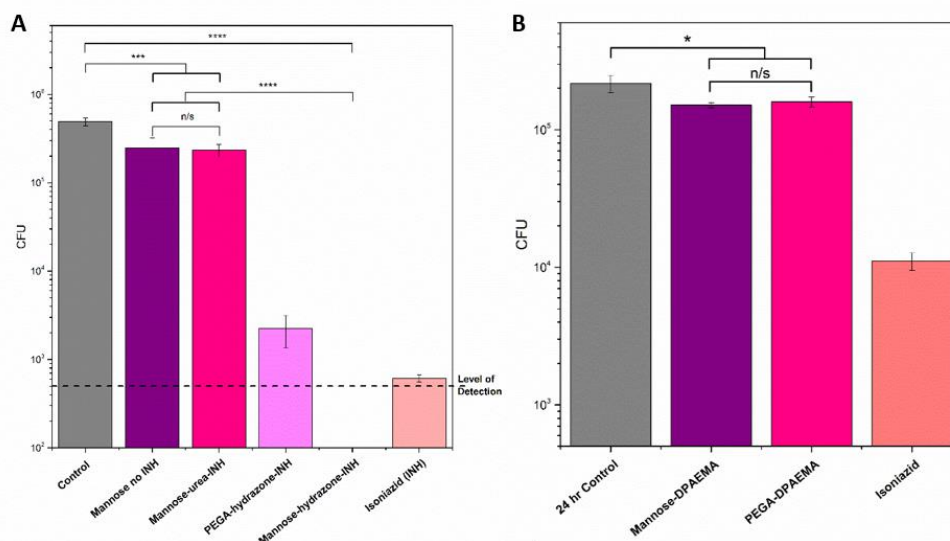 A
B
****
***
****
n/s
*
n/s
CFU
10⁶
10⁵
10⁴
10³
10²
Level of
Detection
Control
Mannose no INH
Mannose-urea-INH
PEGA-hydrazone-INH
Mannose-hydrazone-INH
Isoniazid (INH)
CFU
10⁵
10⁴
10³
24 hr Control
Mannose-DPAEMA
PEGA-DPAEMA
Isoniazid